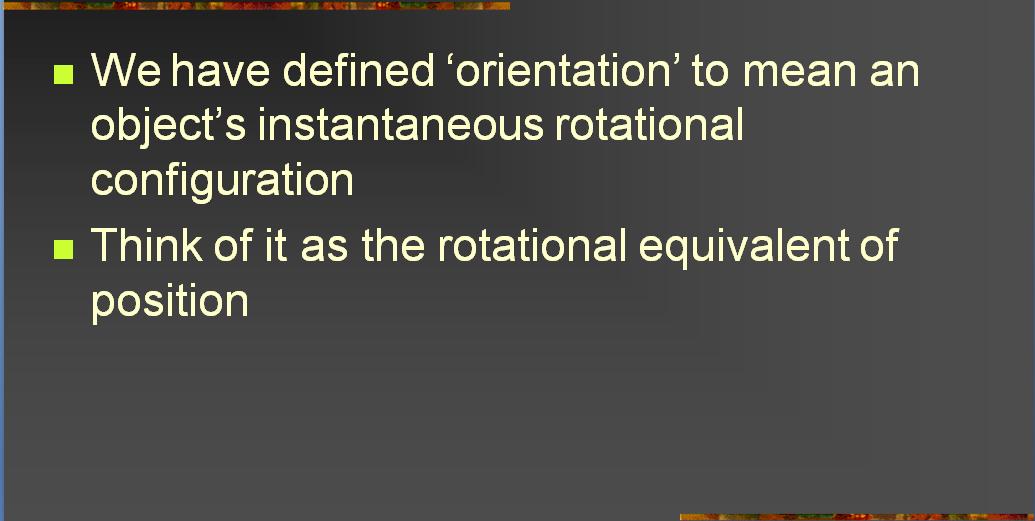 We have defined ‘orientation’ to mean an
object’s instantaneous rotational
configuration
Think of it as the rotational equivalent of
position